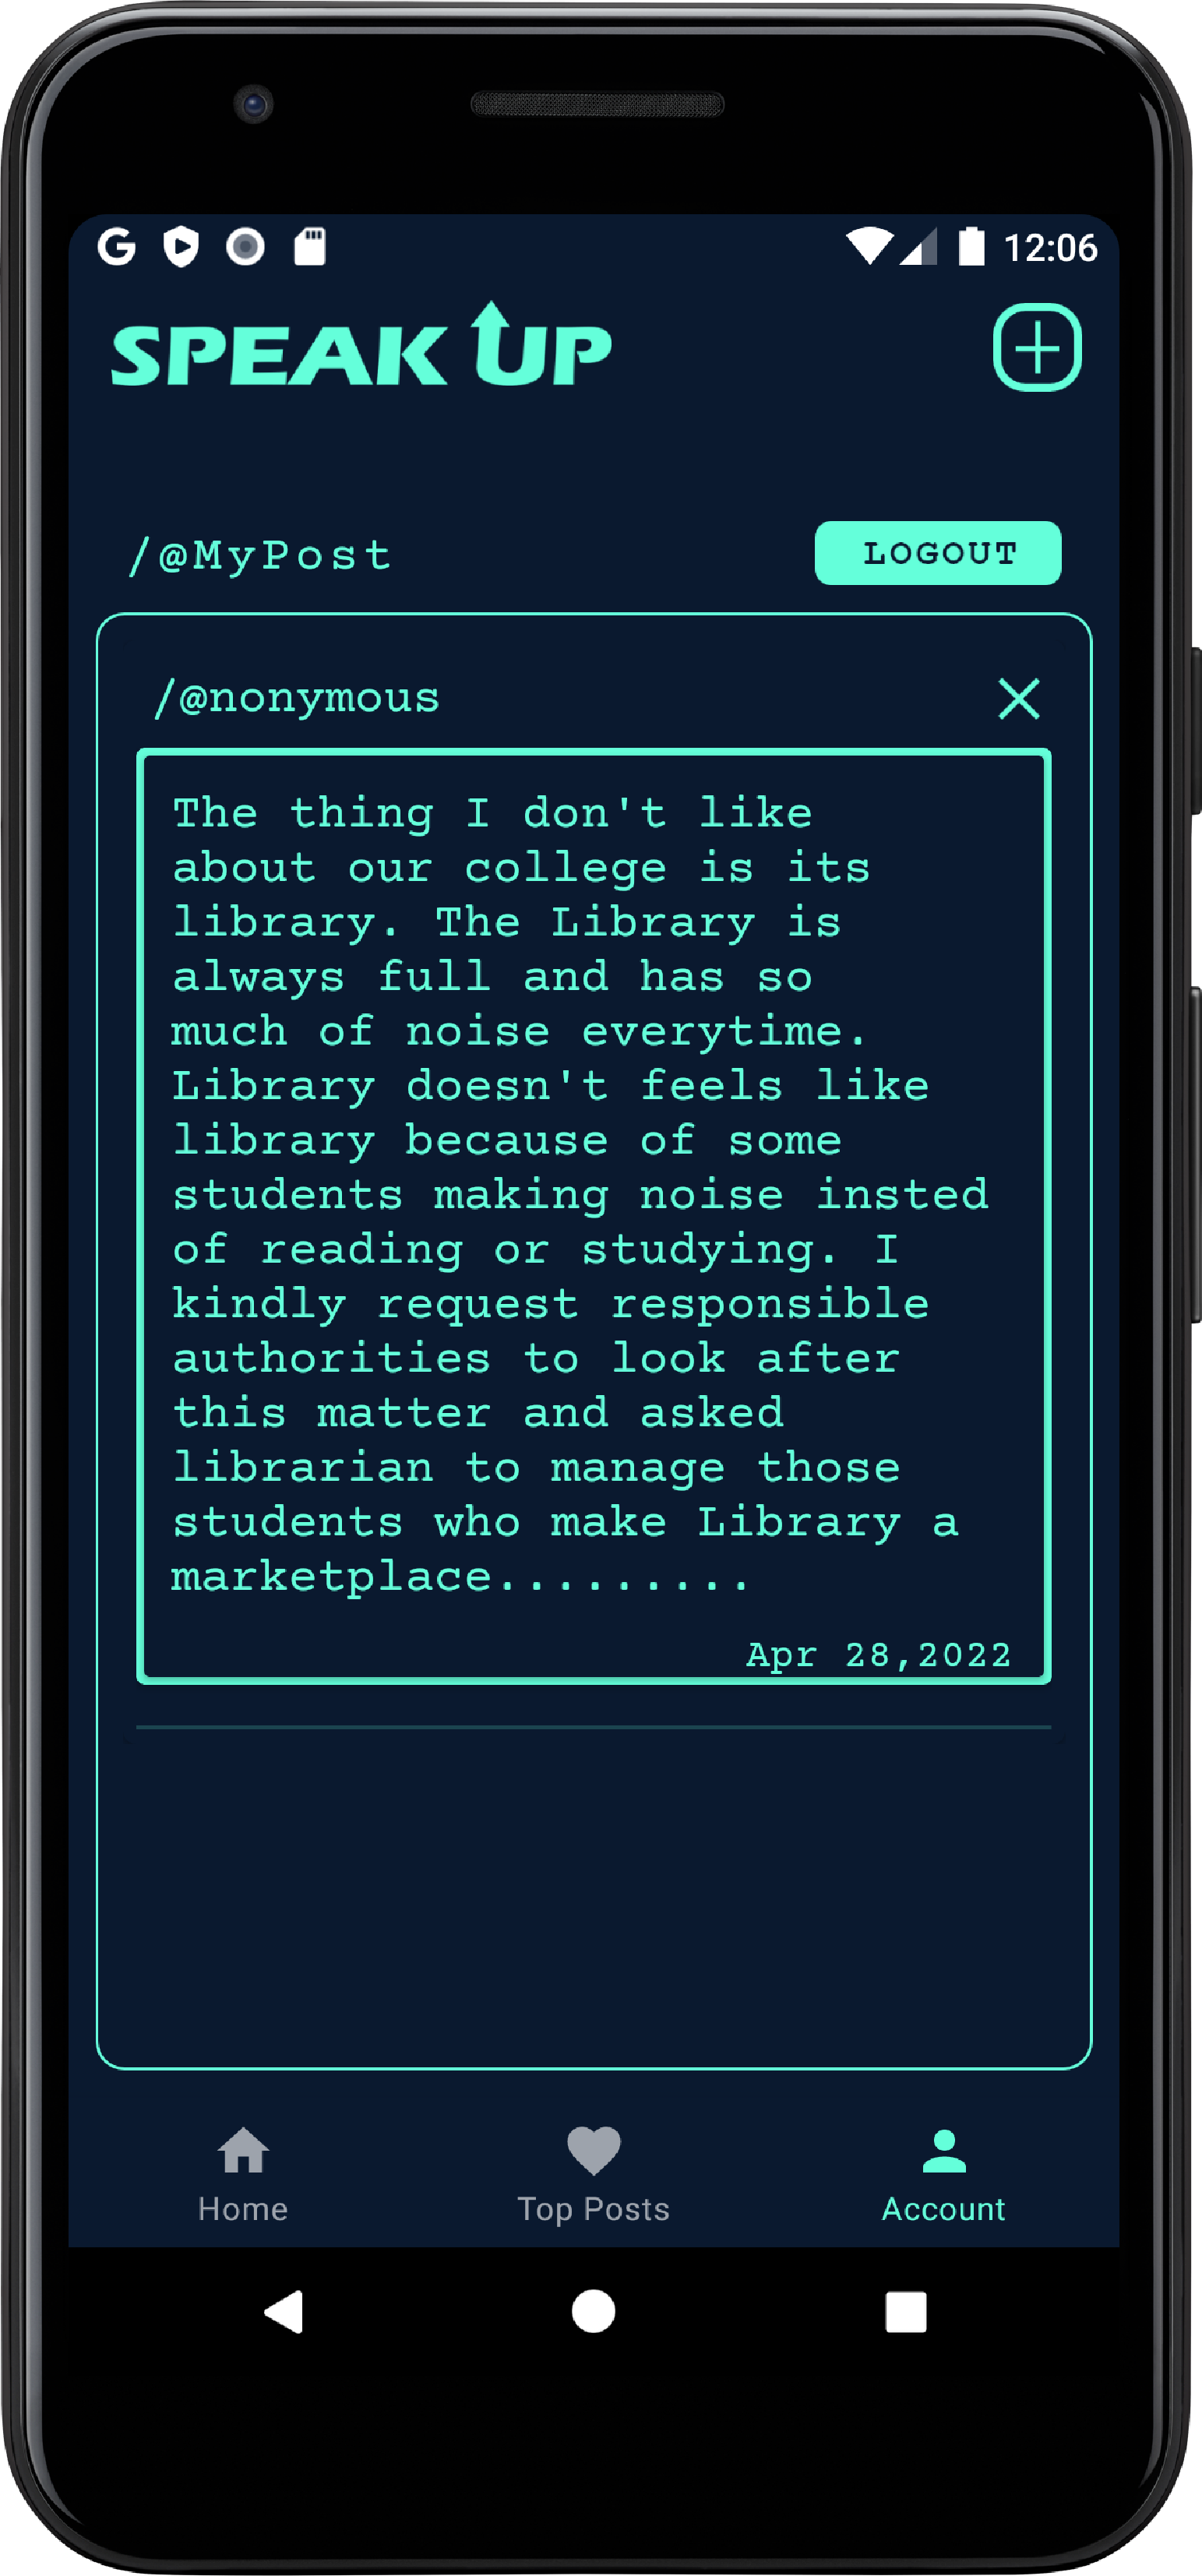 12:06
SPEAK UP
/@MyPost
LOGOUT
/@nonymous
The thing I don't like
about our college is its
library. The Library is
always full and has so
much of noise everytime.
Library doesn't feels like
library because of some
students making noise insted
of reading or studying. I
kindly request responsible
authorities to look after
this matter and asked
librarian to manage those
students who make Library a
marketplace.........
Apr 28,2022
Home
Top Posts
Account